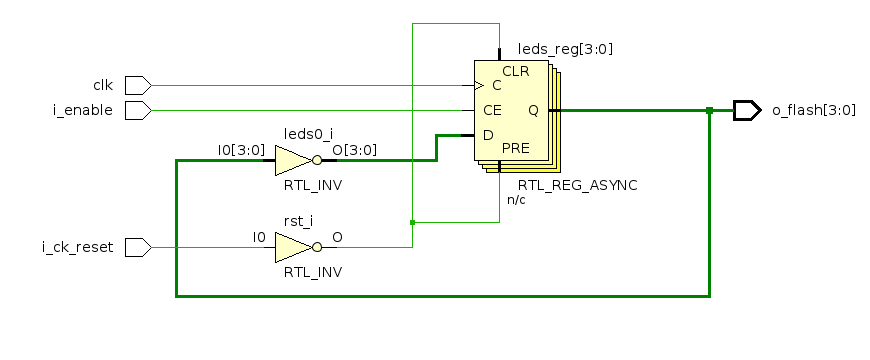 leds_reg[3:0]
CLR
clk
C
i_enable
CE
Q
o_flash[3:0]
leds0_i
D
I0[3:0]
O[3:0]
PRE
RTL_INV
RTL_REG_ASYNC
n/c
rst_i
I0
O
i_ck_reset
RTL_INV